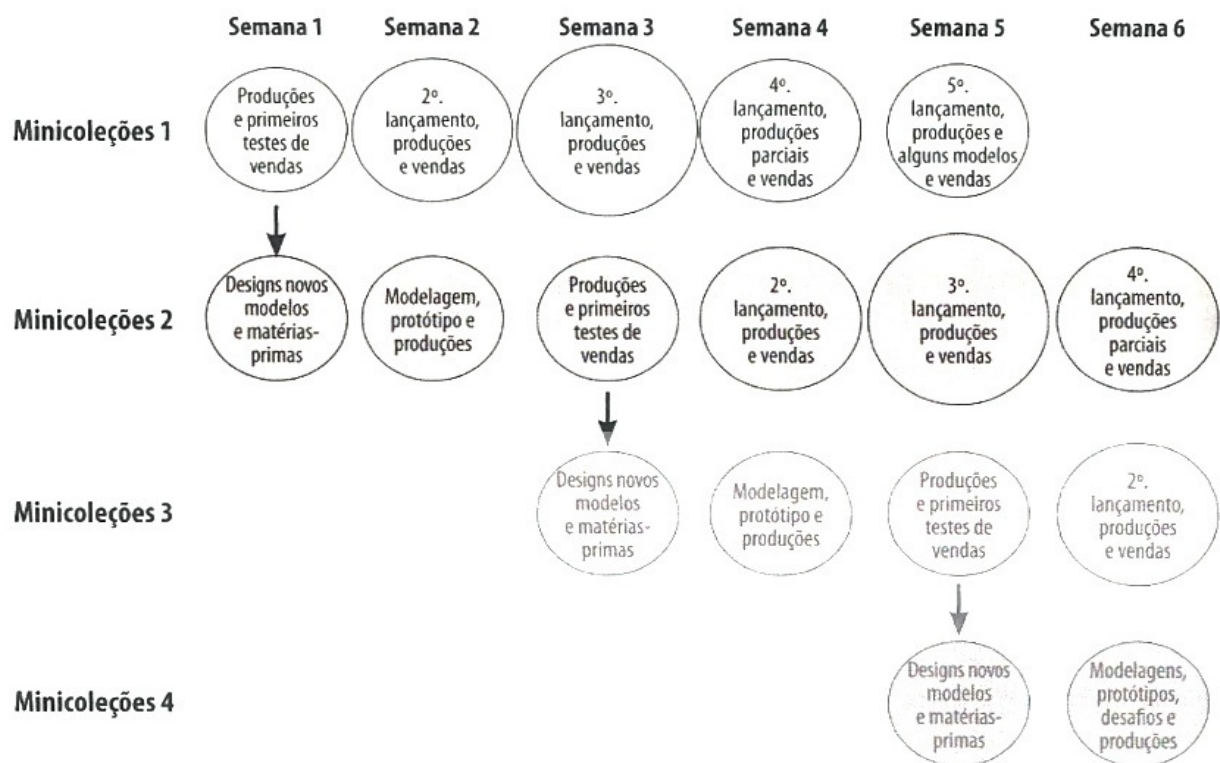 Semana 1 Semana 2 Semana 3 Semana 4 Semana 5 Semana 6
Minicoleções 1
Produções
e primeiros
testes de
vendas
2º.
lançamento,
produções
e vendas
3º.
lançamento,
produções
e vendas
4º.
lançamento,
produções
parciais
e vendas
5º.
lançamento,
produções e
alguns modelos
e vendas
Minicoleções 2
Designs novos
modelos
e matérias-
primas
Modelagem,
protótipo e
produções
Produções
e primeiros
testes de
vendas
2º.
lançamento,
produções
e vendas
3º.
lançamento,
produções
e vendas
4º.
lançamento,
produções
parciais
e vendas
Minicoleções 3
Designs novos
modelos
e matérias-
primas
Modelagem,
protótipo e
produções
Produções
e primeiros
testes de
vendas
2º.
lançamento,
produções
e vendas
Minicoleções 4
Designs novos
modelos
e matérias-
primas
Modelagens,
protótipos,
desafios e
produções